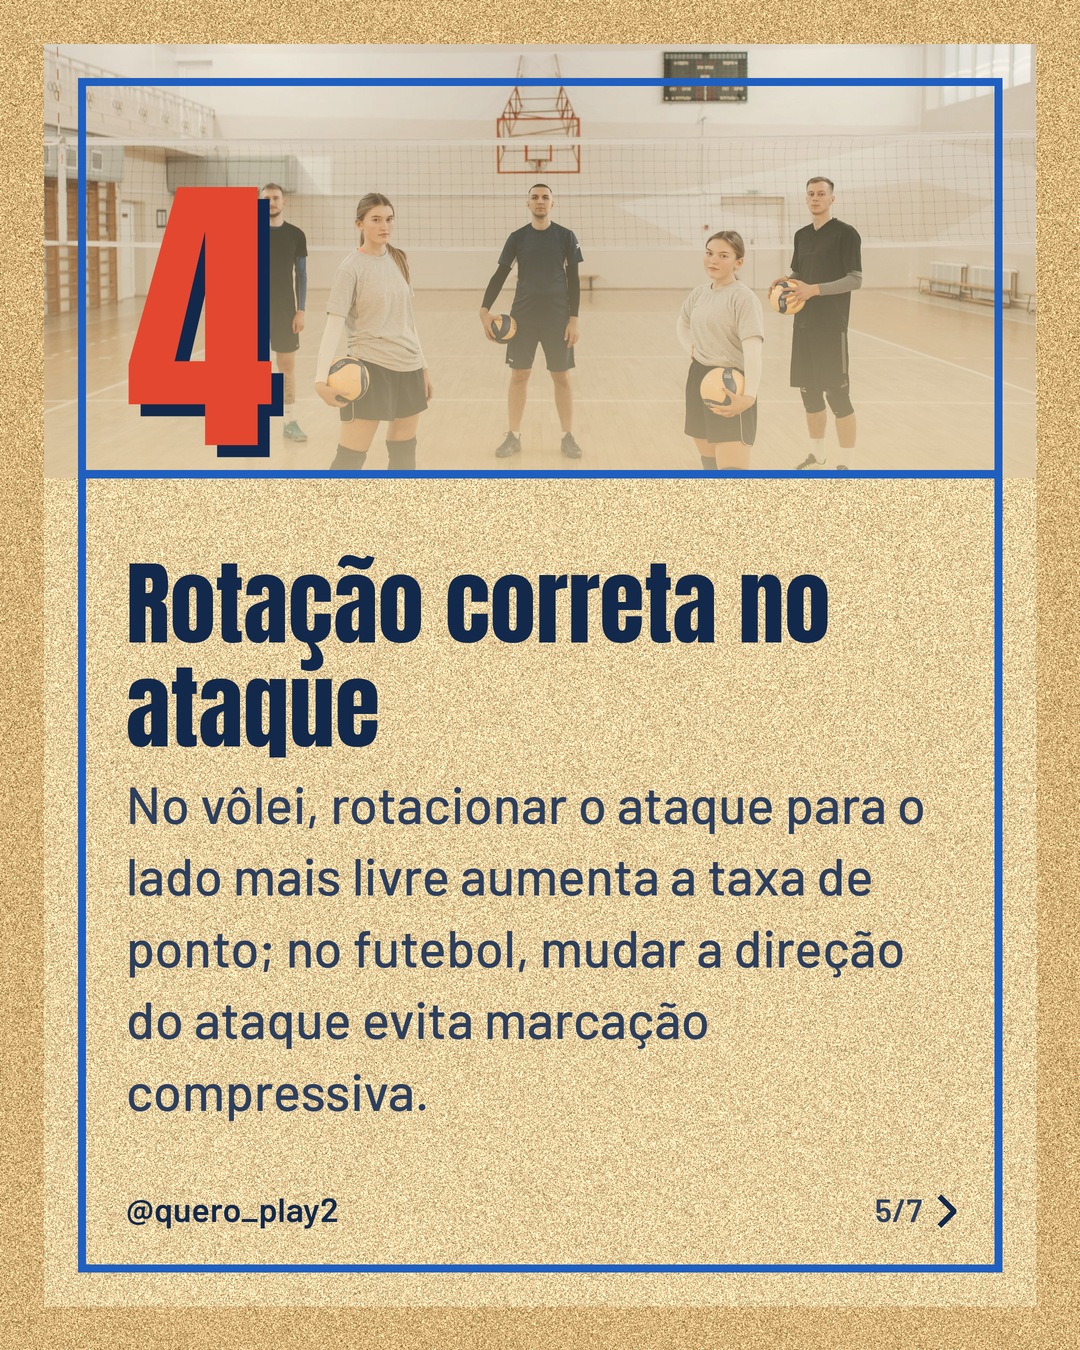 4
Rotação correta no
ataque
No vôlei, rotacionar o ataque para o
lado mais livre aumenta a taxa de
ponto; no futebol, mudar a direção
do ataque evita marcação
compressiva.
@quero_play2
5/7